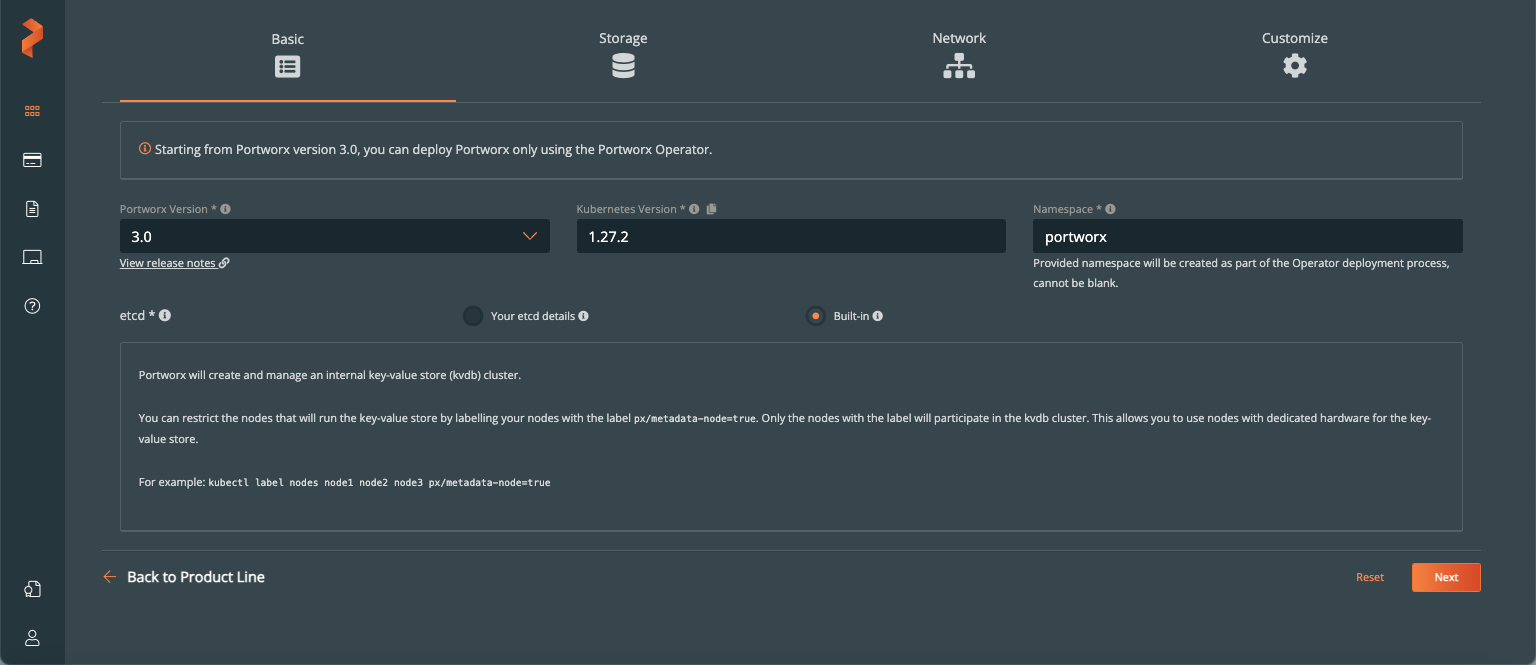 Basic
Storage
Network
Customize
Starting from Portworx version 3.0, you can deploy Portworx only using the Portworx Operator.
Portworx Version *
Kubernetes Version *
Namespace *
3.0
1.27.2
portworx
View release notes
Provided namespace will be created as part of the Operator deployment process,
cannot be blank.
etcd *
Your etcd details
Built-in
Portworx will create and manage an internal key-value store (kvdb) cluster.
You can restrict the nodes that will run the key-value store by labelling your nodes with the label px/metadata-node=true. Only the nodes with the label will participate in the kvdb cluster. This allows you to use nodes with dedicated hardware for the key-
value store.
For example: kubectl label nodes node1 node2 node3 px/metadata-node=true
Back to Product Line
Reset
Next